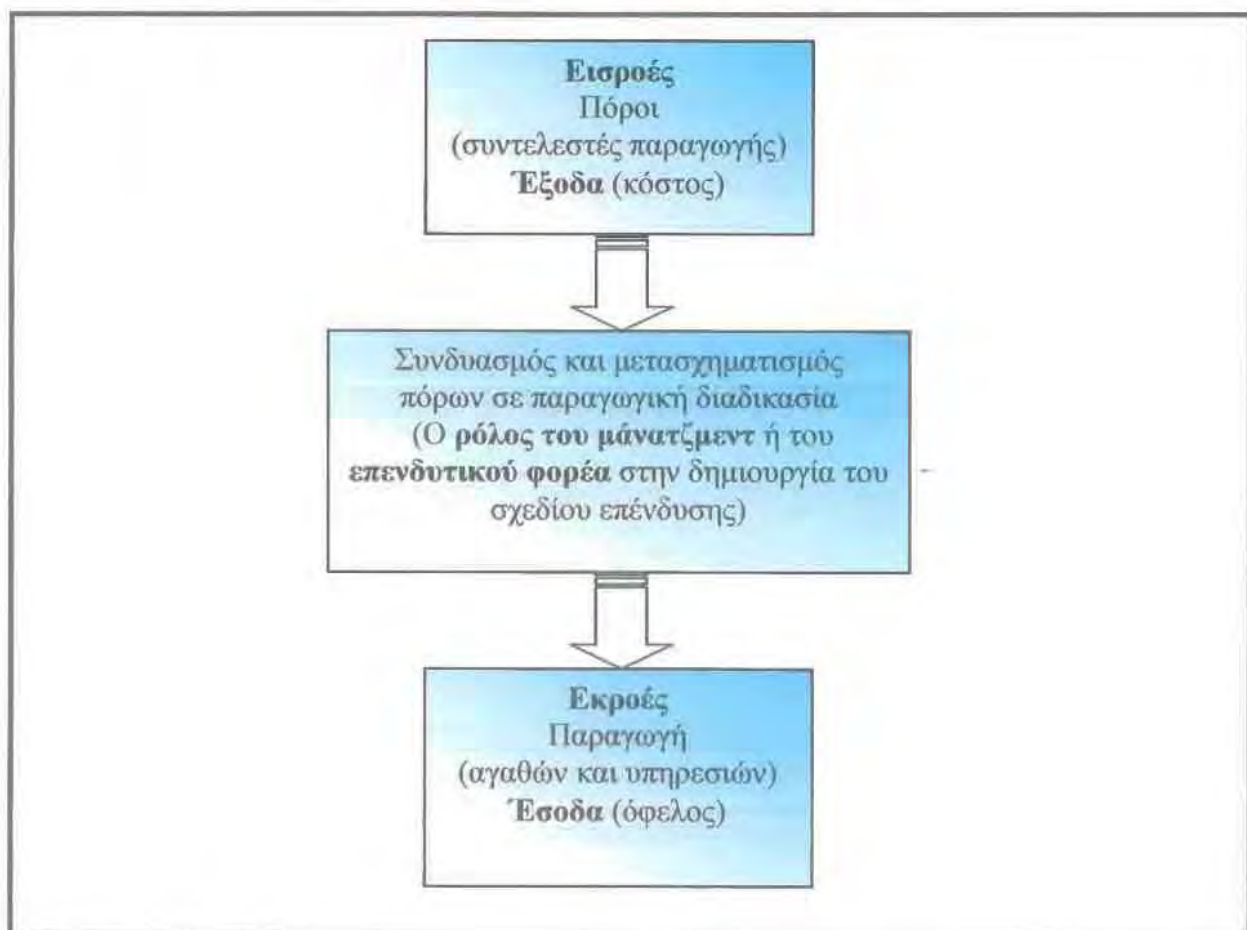 Εισροές
Πόροι
(συντελεστές παραγωγής)
Έξοδα (κόστος)
Συνδυασμός και μετασχηματισμός
πόρων σε παραγωγική διαδικασία
(Ο ρόλος του μάνατζμεντ ή του
επενδυτικού φορέα στην δημιουργία του
σχεδίου επένδυσης)
Εκροές
Παραγωγή
(αγαθών και υπηρεσιών)
Έσοδα (όφελος)